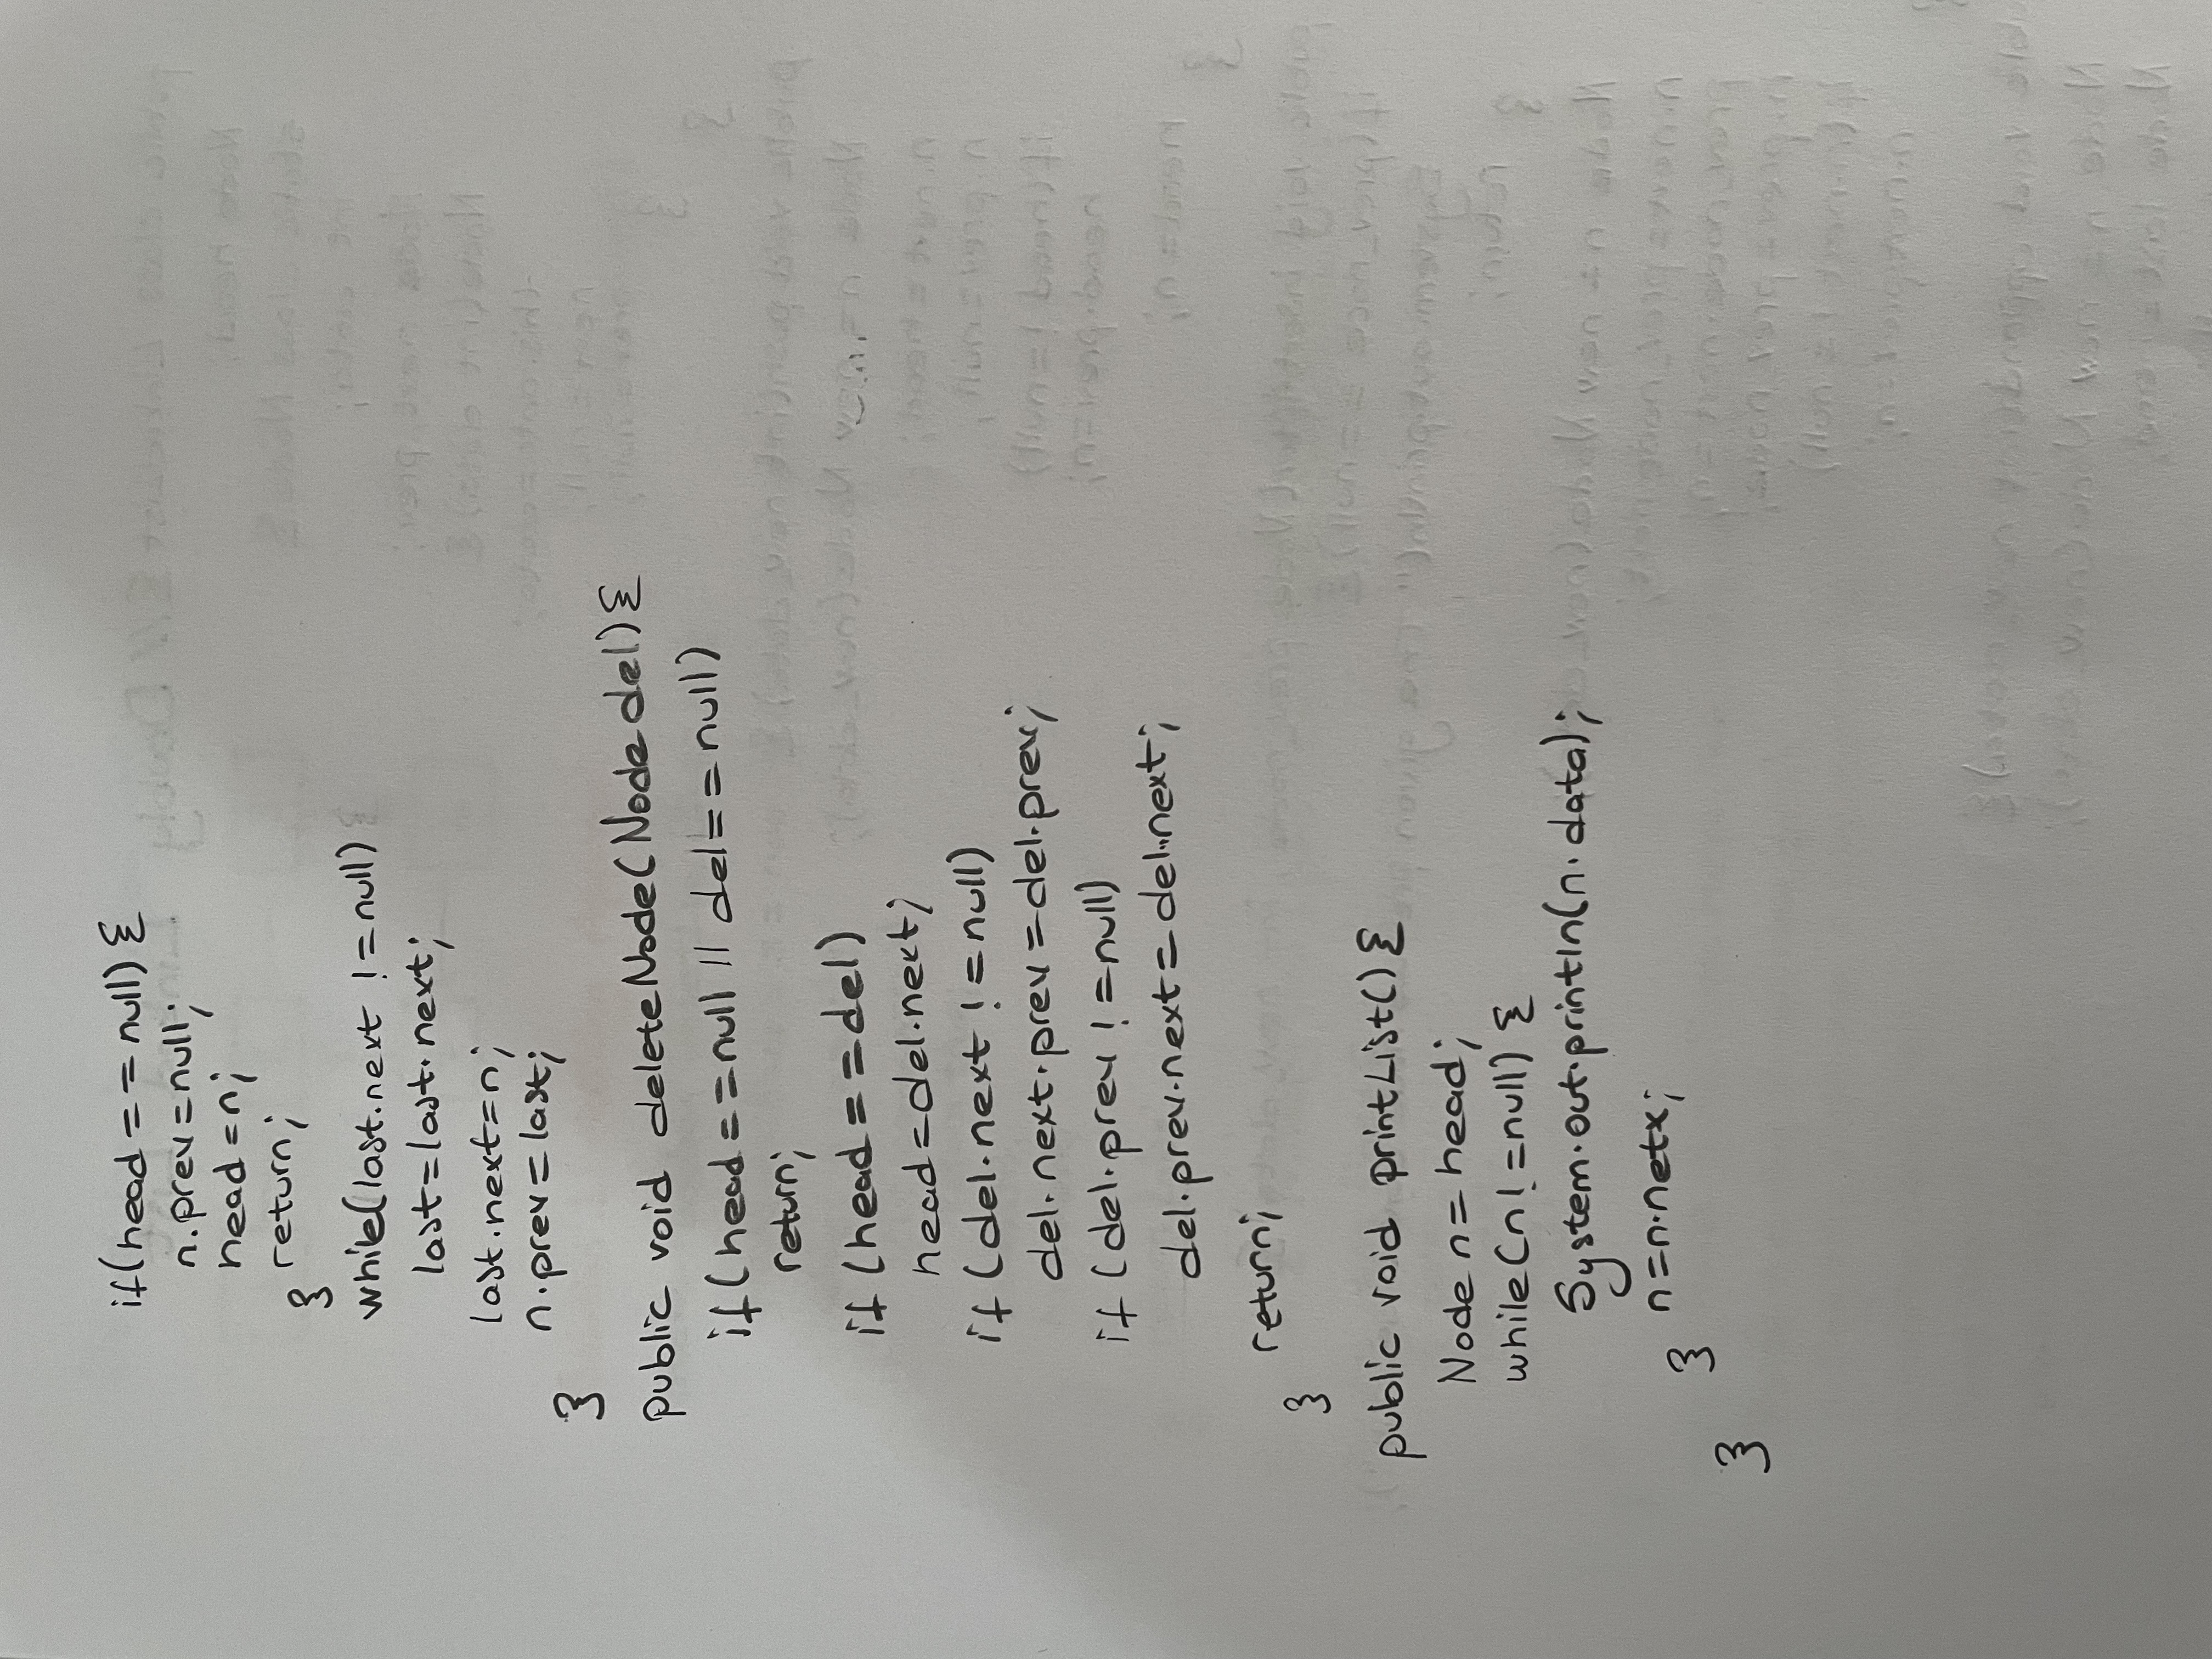 if(head == null) {
n.prev=null;
head=n;
return;
}
while(last.next != null)
last=last.next;
last.next=n;
n.prev=last;
}
public void deleteNode(Node del){
if(head==null || del==null)
return;
if (head==del)
head=del.next;
if (del.next != null)
del.next.prev=del.prev;
if (del.prev != null)
del.prev.next=del.next;
return;
}
public void printList(){
Node n= head;
while(n!=null) {
System.out.println(n.data);
n=n.netx;
}
}